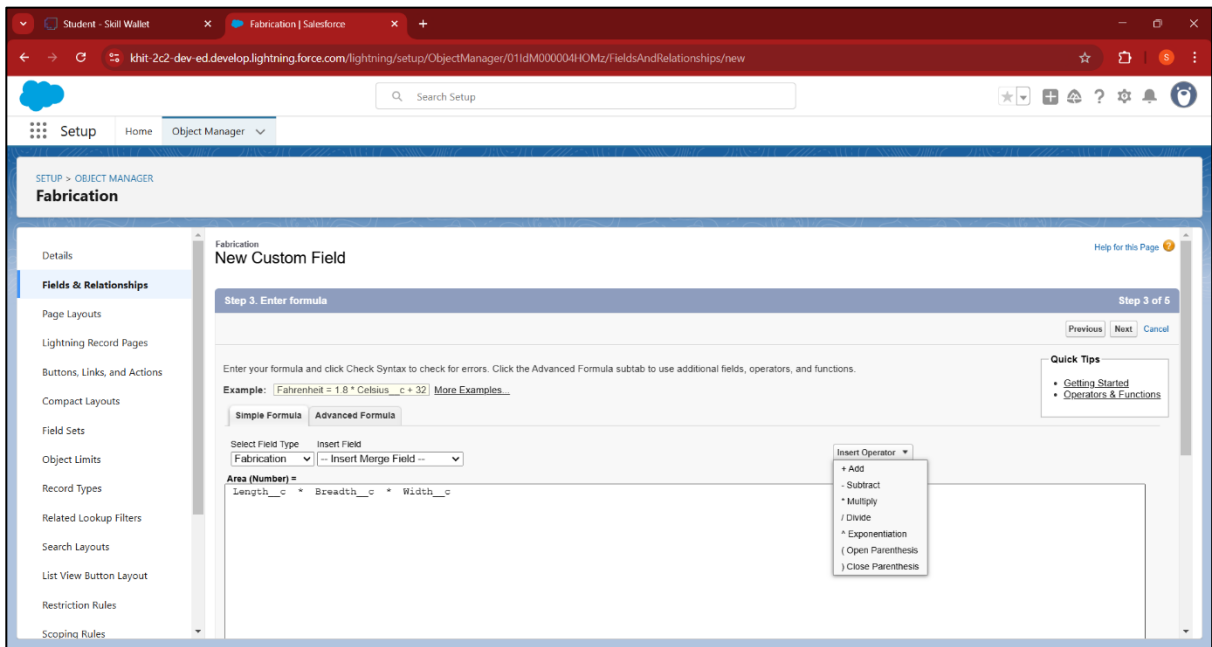 Student - Skill Wallet
Fabrication | Salesforce
khit-2c2-dev-ed.develop.lightning.force.com/lightning/setup/ObjectManager/01IdM000004HOMz/FieldsAndRelationships/new
S
Search Setup
Setup
Home
Object Manager
SETUP > OBJECT MANAGER
Fabrication
Details
Fields & Relationships
Page Layouts
Lightning Record Pages
Buttons, Links, and Actions
Compact Layouts
Field Sets
Object Limits
Record Types
Related Lookup Filters
Search Layouts
List View Button Layout
Restriction Rules
Scoping Rules
Fabrication
New Custom Field
Help for this Page
Step 3. Enter formula
Step 3 of 5
Previous Next Cancel
Enter your formula and click Check Syntax to check for errors. Click the Advanced Formula subtab to use additional fields, operators, and functions.
Example: Fahrenheit = 1.8 * Celsius__c + 32 More Examples...
Quick Tips
• Getting Started
• Operators & Functions
Simple Formula Advanced Formula
Select Field Type Insert Field
Fabrication -- Insert Merge Field --
Insert Operator
+ Add
- Subtract
* Multiply
/ Divide
^ Exponentiation
( Open Parenthesis
) Close Parenthesis
Area (Number) =
Length__c * Breadth__c * Width__c